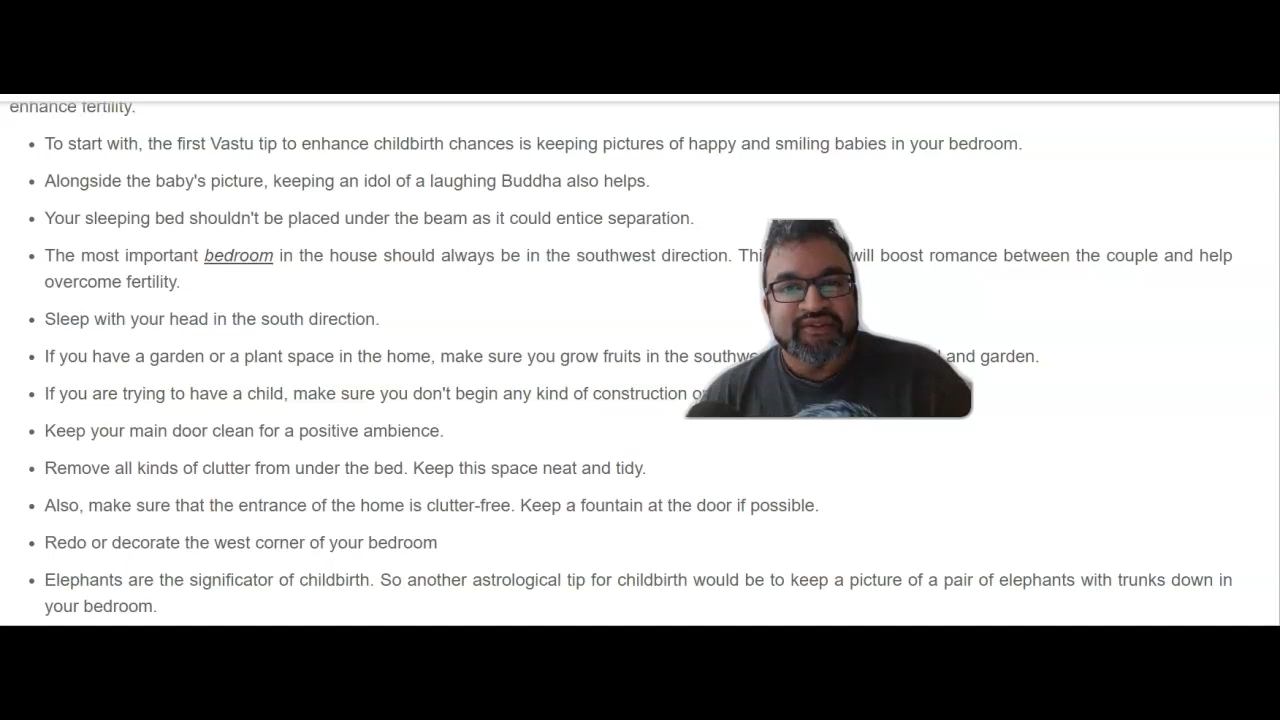 enhance fertility.
To start with, the first Vastu tip to enhance childbirth chances is keeping pictures of happy and smiling babies in your bedroom.
Alongside the baby's picture, keeping an idol of a laughing Buddha also helps.
Your sleeping bed shouldn't be placed under the beam as it could entice separation.
The most important bedroom in the house should always be in the southwest direction. will boost romance between the couple and help
overcome fertility.
Sleep with your head in the south direction.
If you have a garden or a plant space in the home, make sure you grow fruits in the and garden.
If you are trying to have a child, make sure you don't begin any kind of construction
Keep your main door clean for a positive ambience.
Remove all kinds of clutter from under the bed. Keep this space neat and tidy.
Also, make sure that the entrance of the home is clutter-free. Keep a fountain at the door if possible.
Redo or decorate the west corner of your bedroom
Elephants are the significator of childbirth. So another astrological tip for childbirth would be to keep a picture of a pair of elephants with trunks down in
your bedroom.